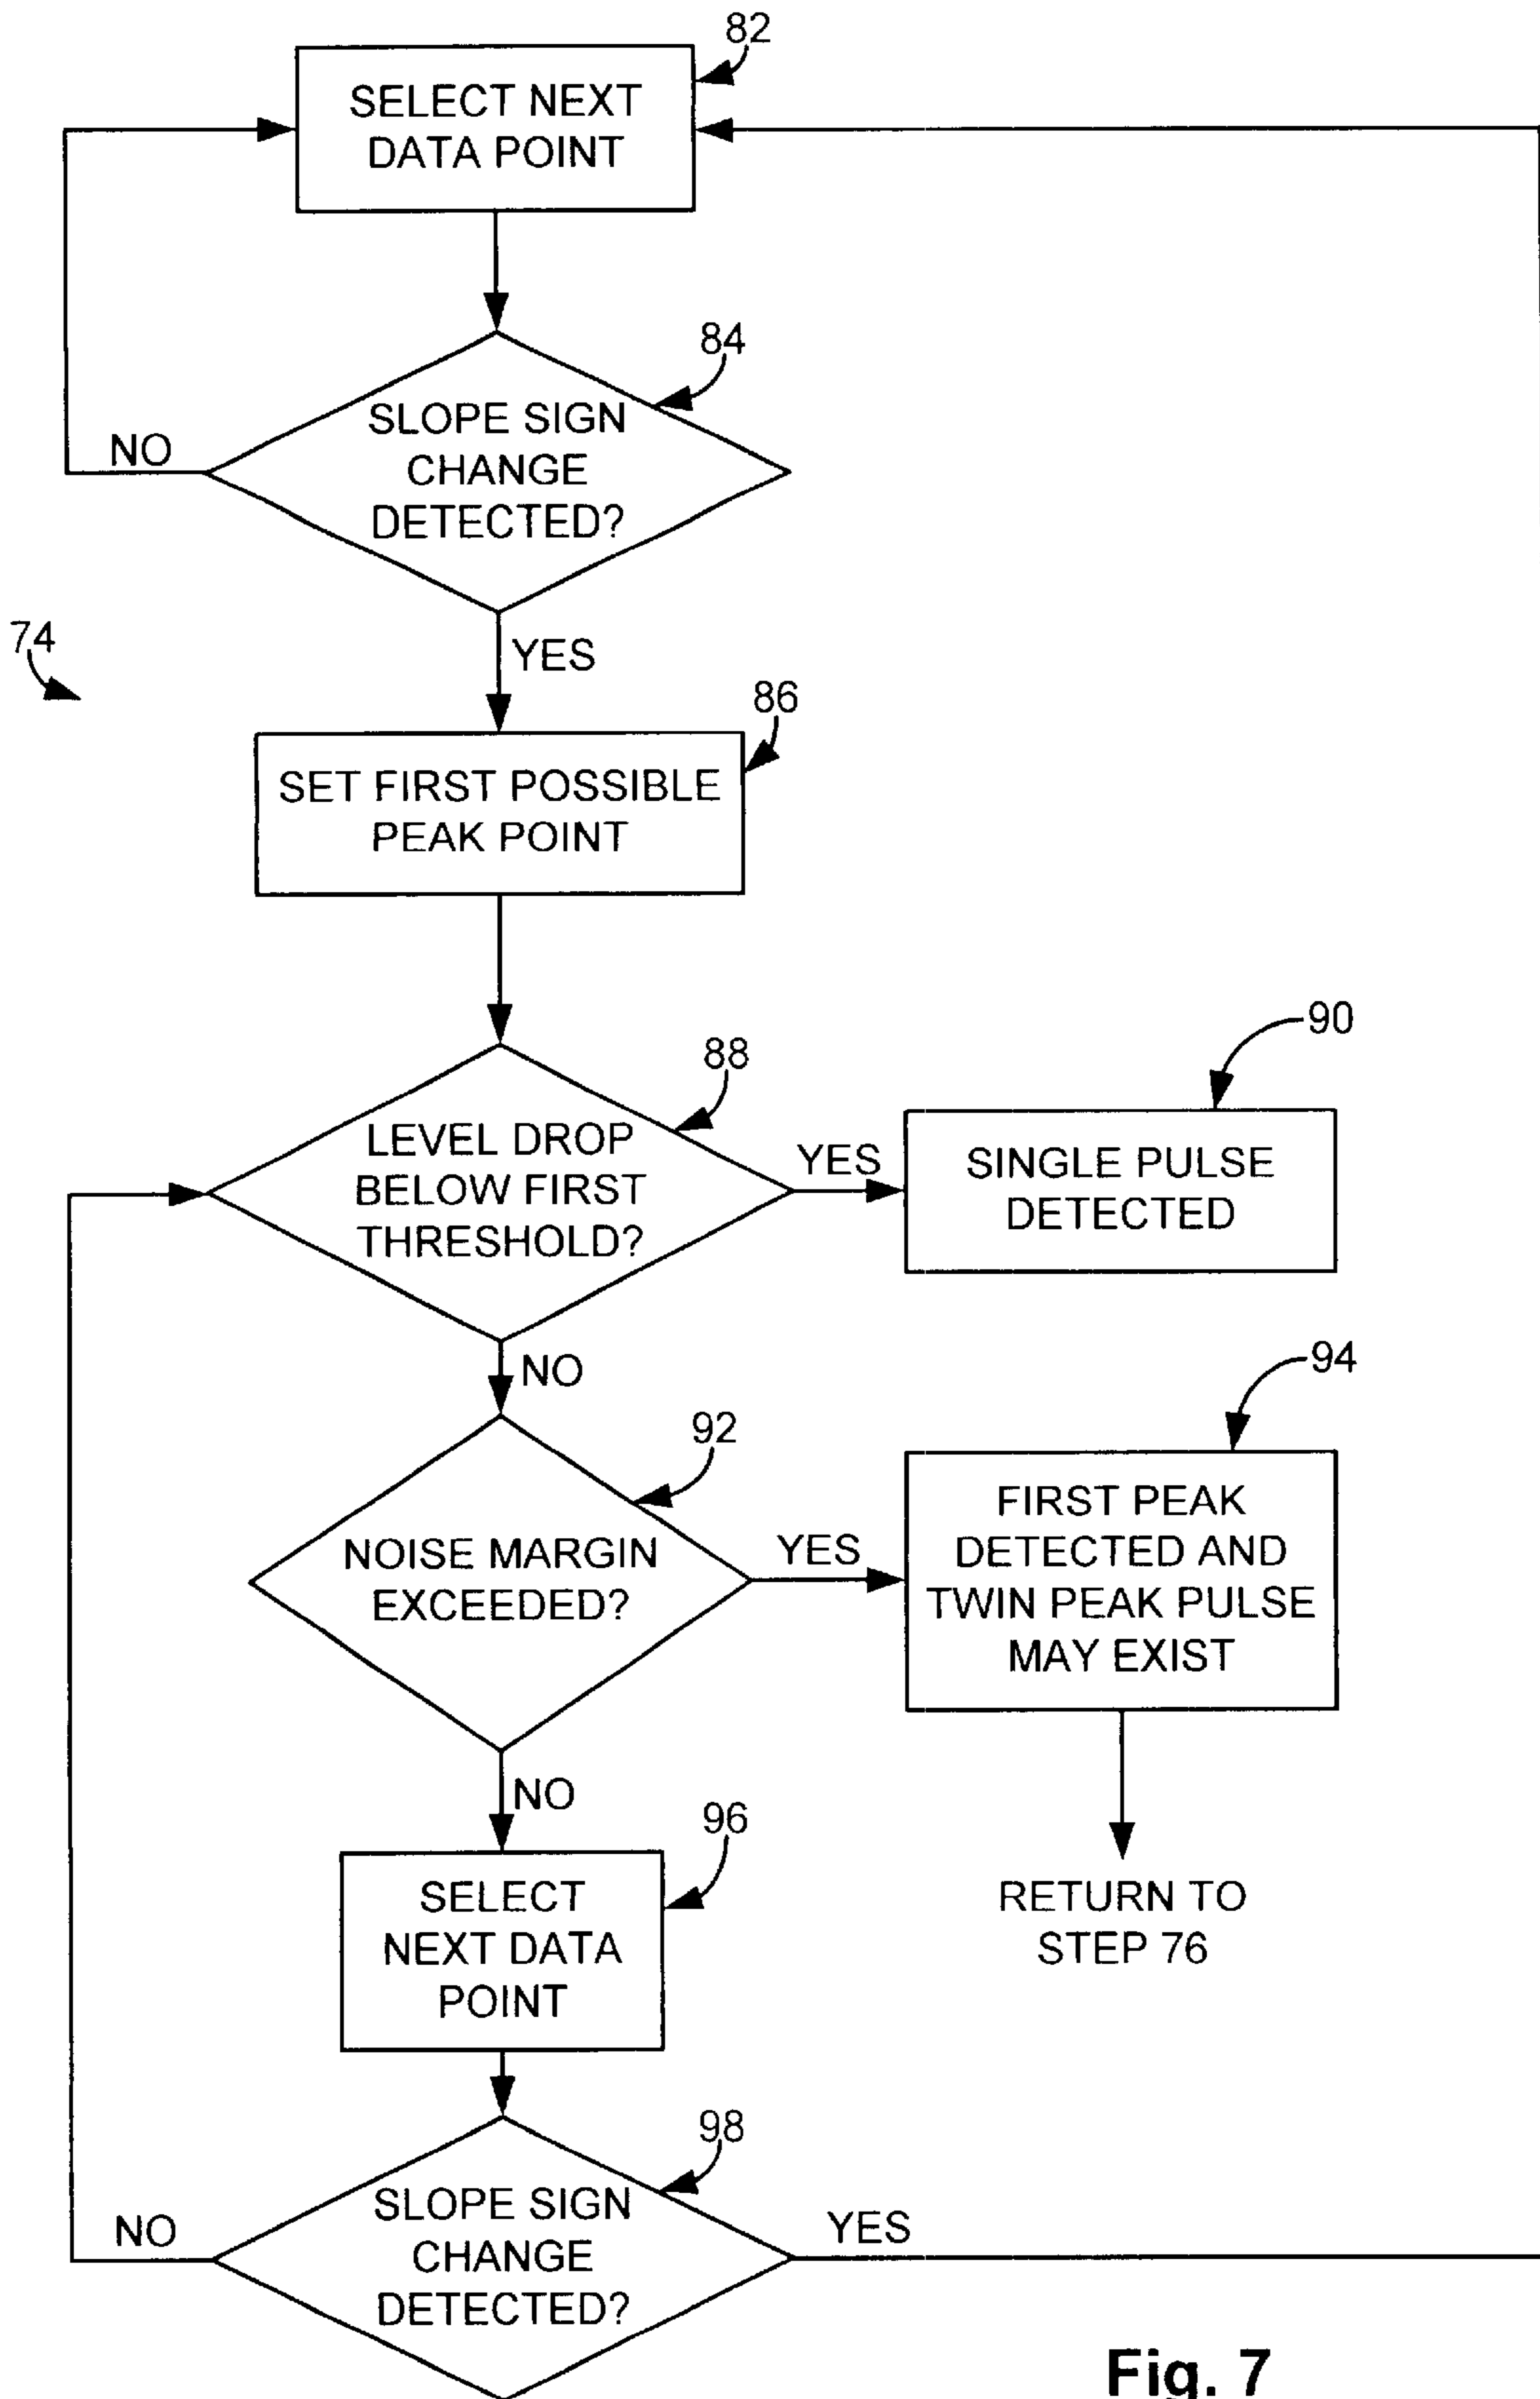 82
SELECT NEXT
DATA POINT
84
SLOPE SIGN
CHANGE
DETECTED?
NO
YES
74
86
SET FIRST POSSIBLE
PEAK POINT
88
LEVEL DROP
BELOW FIRST
THRESHOLD?
YES
90
SINGLE PULSE
DETECTED
NO
92
NOISE MARGIN
EXCEEDED?
YES
94
FIRST PEAK
DETECTED AND
TWIN PEAK PULSE
MAY EXIST
RETURN TO
STEP 76
NO
96
SELECT
NEXT DATA
POINT
98
SLOPE SIGN
CHANGE
DETECTED?
NO
YES
Fig. 7